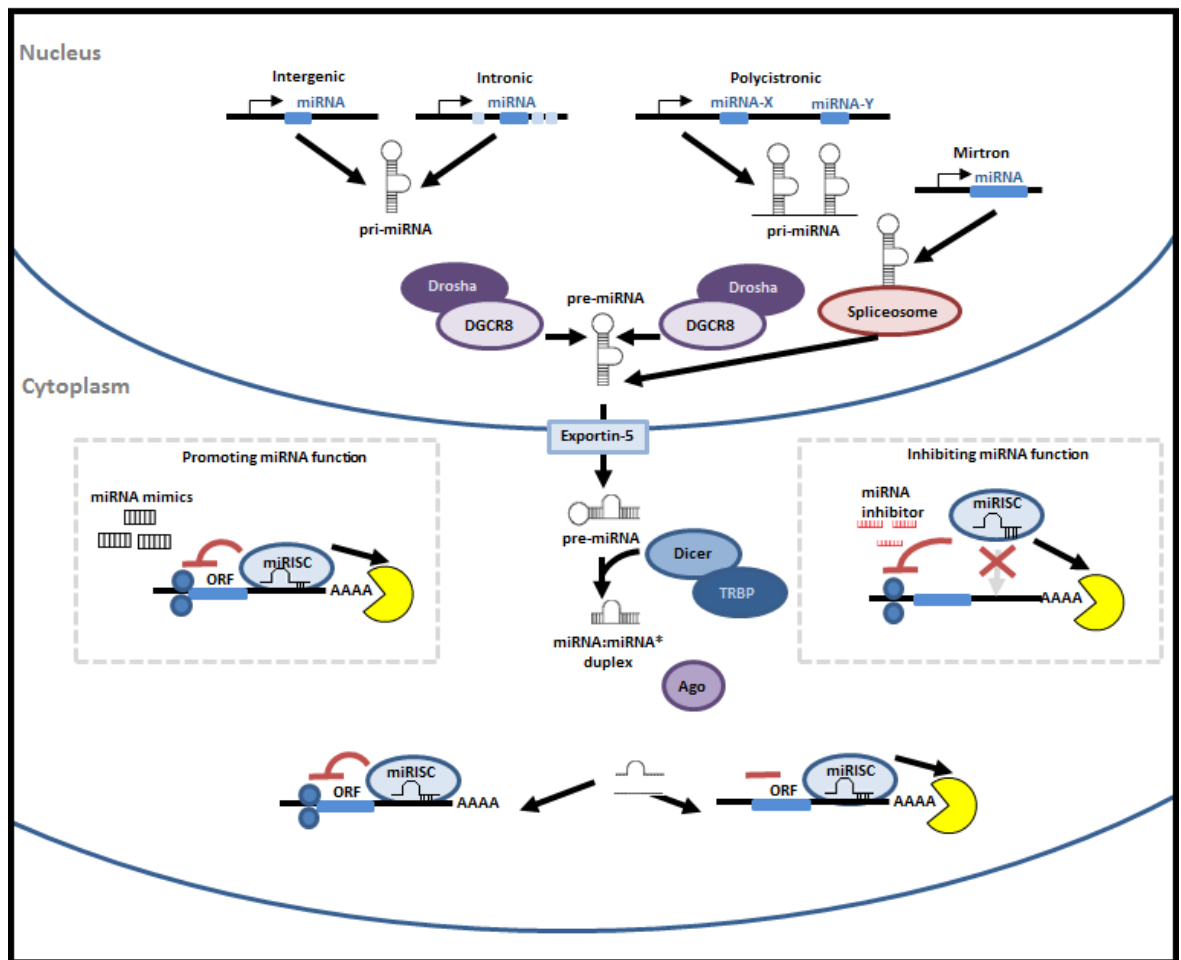 Nucleus
Intergenic
miRNA
Intronic
miRNA
Polycistronic
miRNA-X
miRNA-Y
Mirtron
miRNA
pri-miRNA
pri-miRNA
Drosha
DGCR8
pre-miRNA
Drosha
DGCR8
Spliceosome
Cytoplasm
Exportin-5
Promoting miRNA function
miRNA mimics
miRISC
ORF
AAAA
pre-miRNA
Dicer
TRBP
miRNA:miRNA*
duplex
Ago
Inhibiting miRNA function
miRNA
inhibitor
miRISC
AAAA
miRISC
ORF
AAAA
miRISC
ORF
AAAA